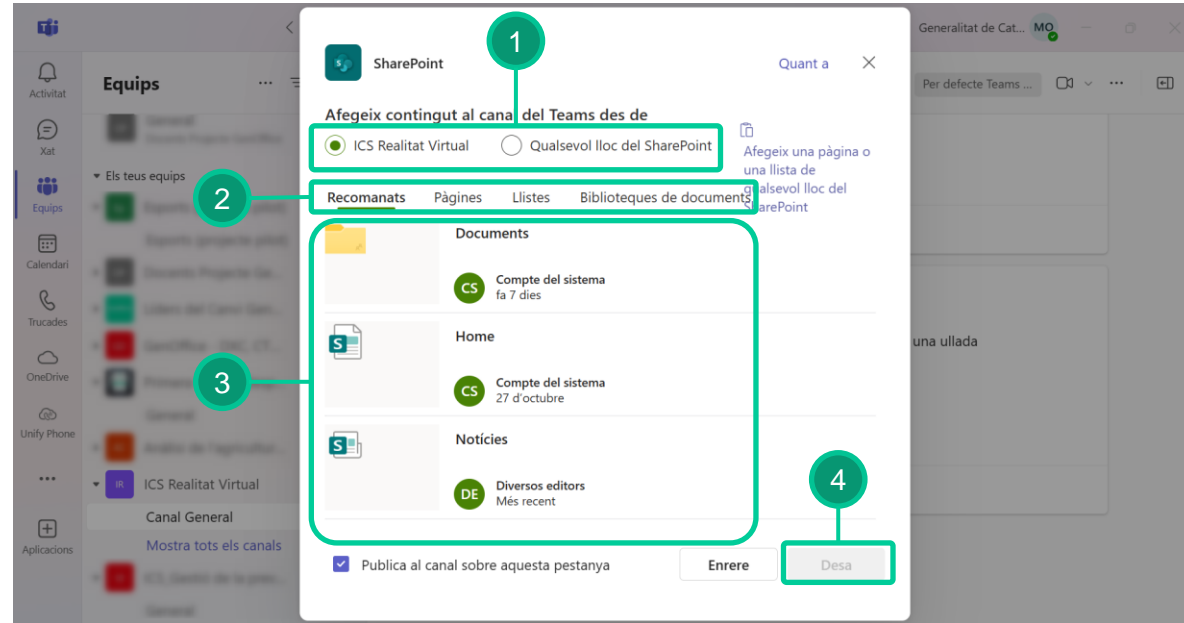 Generalitat de Cat...
MO
Activitat
Xat
Equips
Calendari
Trucades
OneDrive
Unify Phone
Aplicacions
Equips
General
Els teus equips
IR
ICS Realitat Virtual
Canal General
Mostra tots els canals
General
SharePoint
Quant a
1
Afegeix contingut al canal del Teams des de
ICS Realitat Virtual
Qualsevol lloc del SharePoint
Afegeix una pàgina o
una llista de
qualsevol lloc del
SharePoint
2
Recomanats Pàgines Llistes Biblioteques de documents
3
Documents
CS
Compte del sistema
fa 7 dies
Home
CS
Compte del sistema
27 d'octubre
Notícies
DE
Diversos editors
Més recent
4
Publica al canal sobre aquesta pestanya
Enrere
Desa
Per defecte Teams ...
una ullada